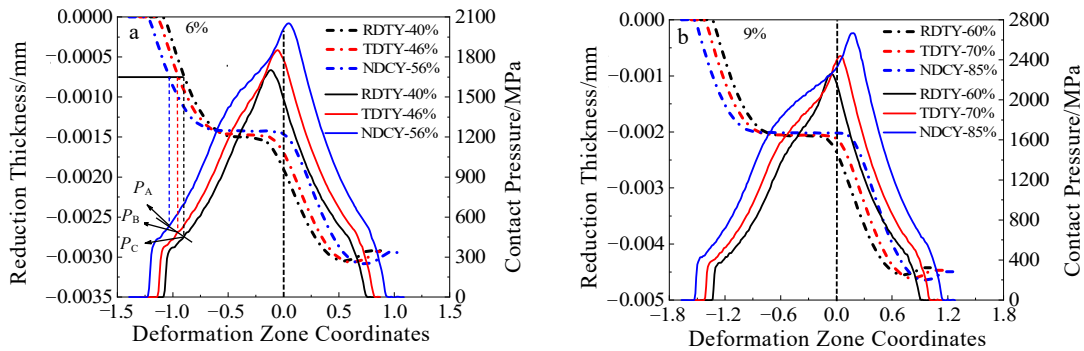 a
6%
RDTY-40%
TDTY-46%
NDCY-56%
RDTY-40%
TDTY-46%
NDCY-56%
PA
PB
PC
0.0000
−0.0005
−0.0010
−0.0015
−0.0020
−0.0025
−0.0030
−0.0035
Reduction Thickness/mm
2100
1800
1500
1200
900
600
300
0
Contact Pressure/MPa
−1.5 −1.0 −0.5 0.0 0.5 1.0 1.5
Deformation Zone Coordinates
b
9%
RDTY-60%
TDTY-70%
NDCY-85%
RDTY-60%
TDTY-70%
NDCY-85%
0.000
−0.001
−0.002
−0.003
−0.004
−0.005
Reduction Thickness/mm
2800
2400
2000
1600
1200
800
400
0
Contact Pressure/MPa
−1.8 −1.2 −0.6 0.0 0.6 1.2 1.8
Deformation Zone Coordinates